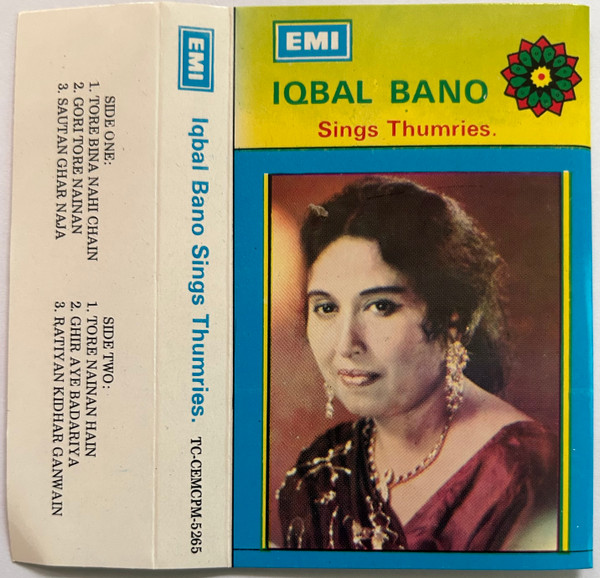 SIDE ONE:
1. TORE BINA NAHI CHAIN
2. GORI TORE NAINAN
3. SAUTAN GHAR NAJA
SIDE TWO:
1. TORE NAINAN HAIN
2. GHIR AYE BADARIYA
3. RATIYAN KIDHAR GANWAIN
EMI Iqbal Bano Sings Thumries. TC-CEMCPM-5265
EMI
IQBAL BANO
Sings Thumries.